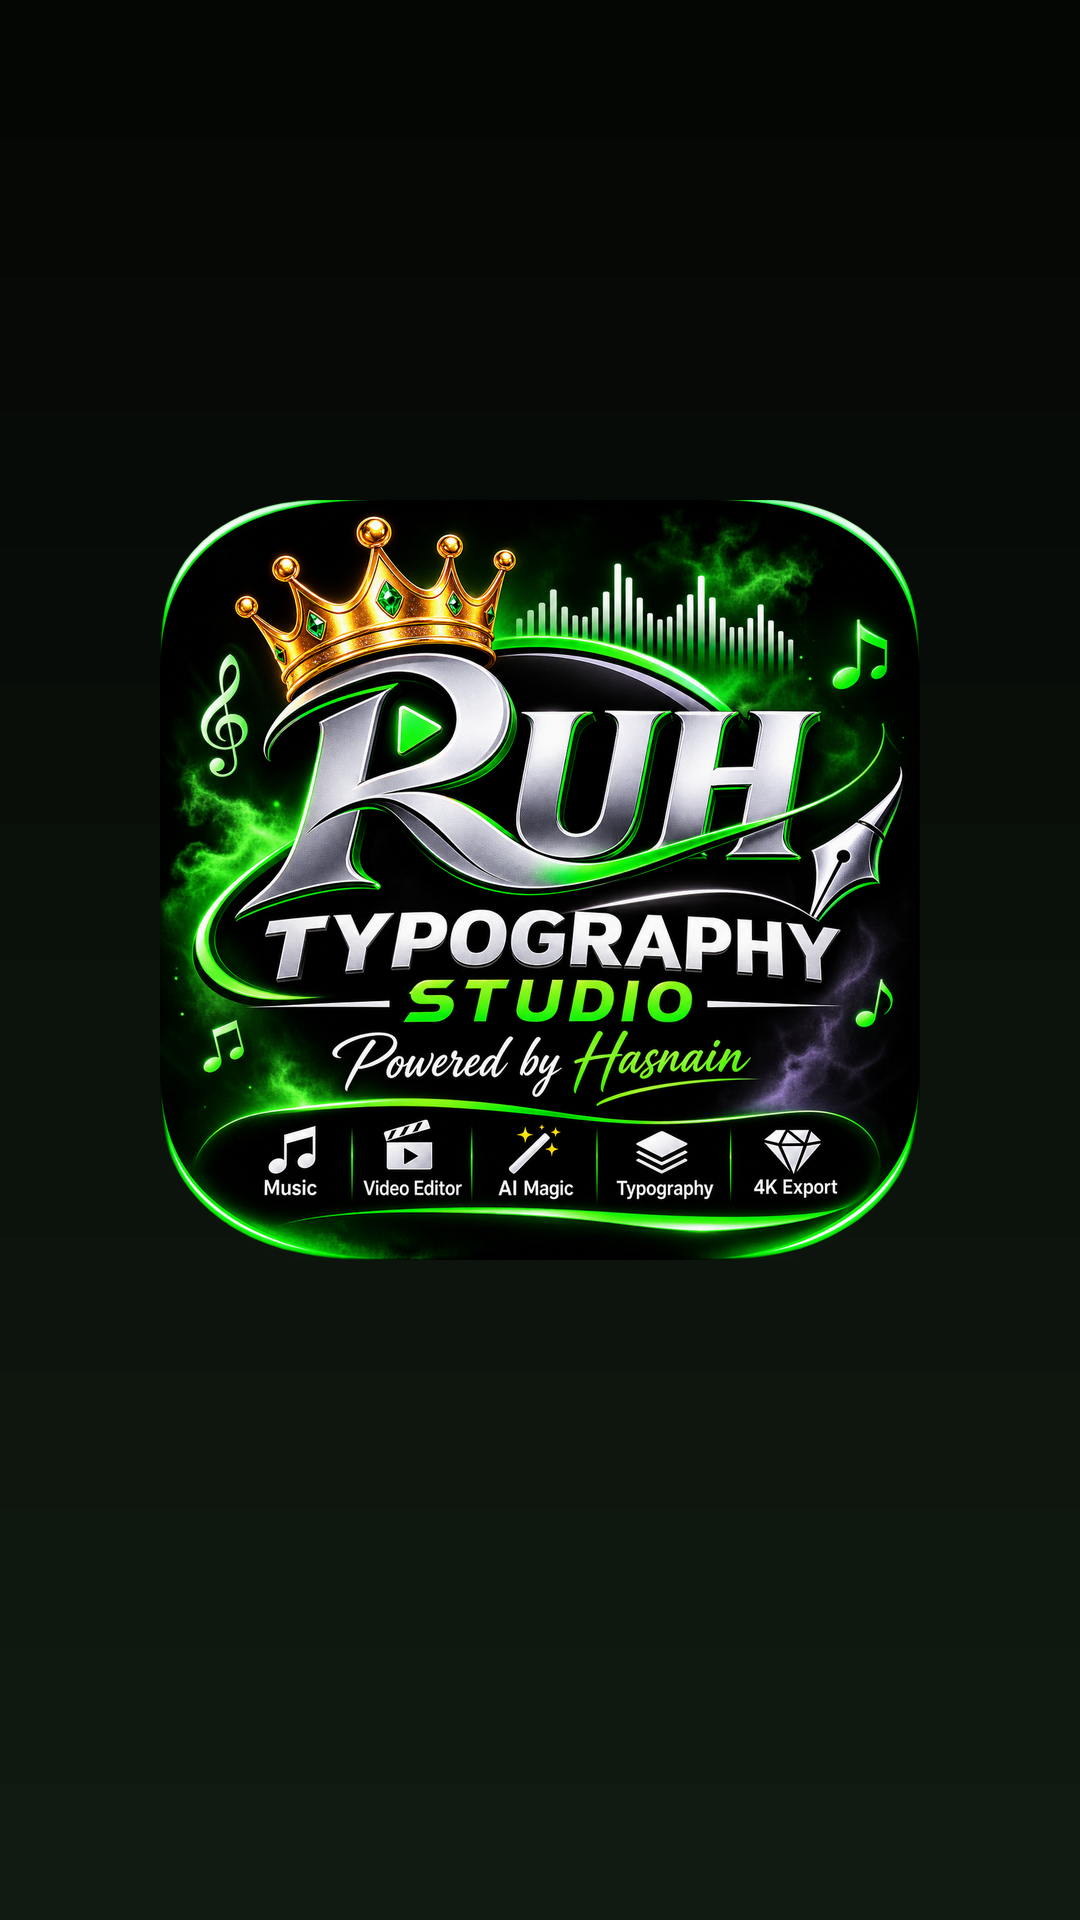 RUH
TYPOGRAPHY
STUDIO
Powered by Hasnain
Music Video Editor AI Magic Typography 4K Export